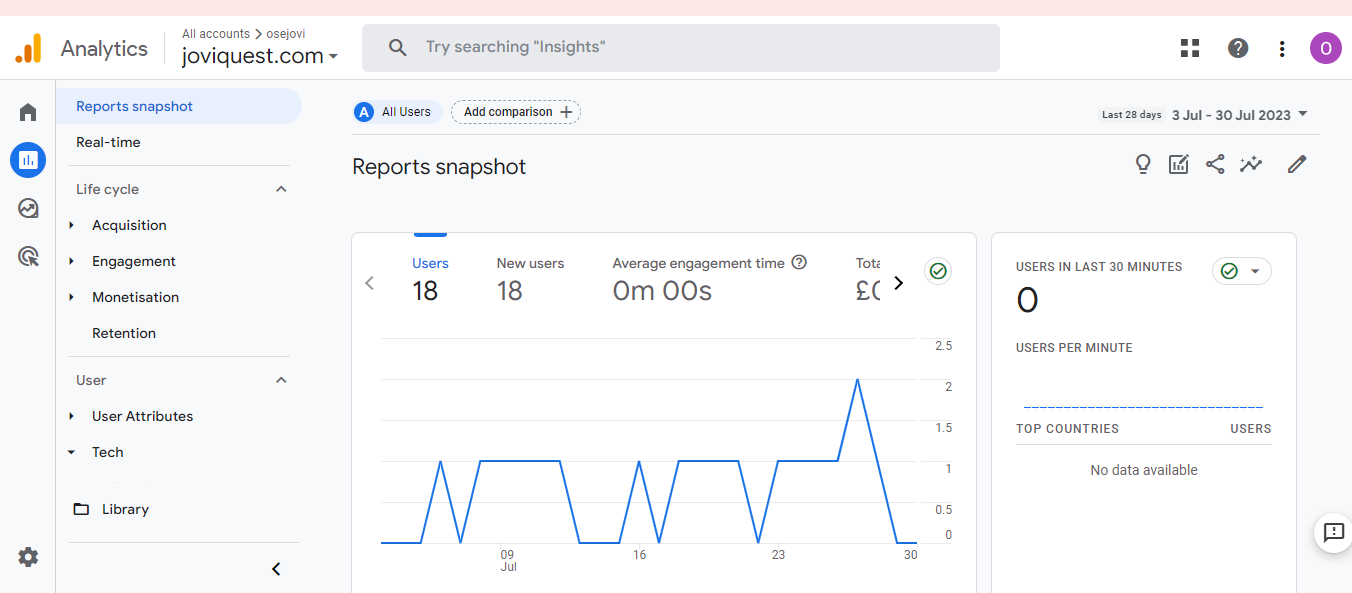 Analytics
All accounts > osejovi
joviquest.com
Try searching "Insights"
O
Reports snapshot
Real-time
Life cycle
Acquisition
Engagement
Monetisation
Retention
User
User Attributes
Tech
Library
A All Users
Add comparison +
Last 28 days 3 Jul - 30 Jul 2023
Reports snapshot
Users
18
New users
18
Average engagement time
0m 00s
Tota
£0
2.5
2
1.5
1
0.5
0
09
Jul
16
23
30
USERS IN LAST 30 MINUTES
0
USERS PER MINUTE
TOP COUNTRIES USERS
No data available